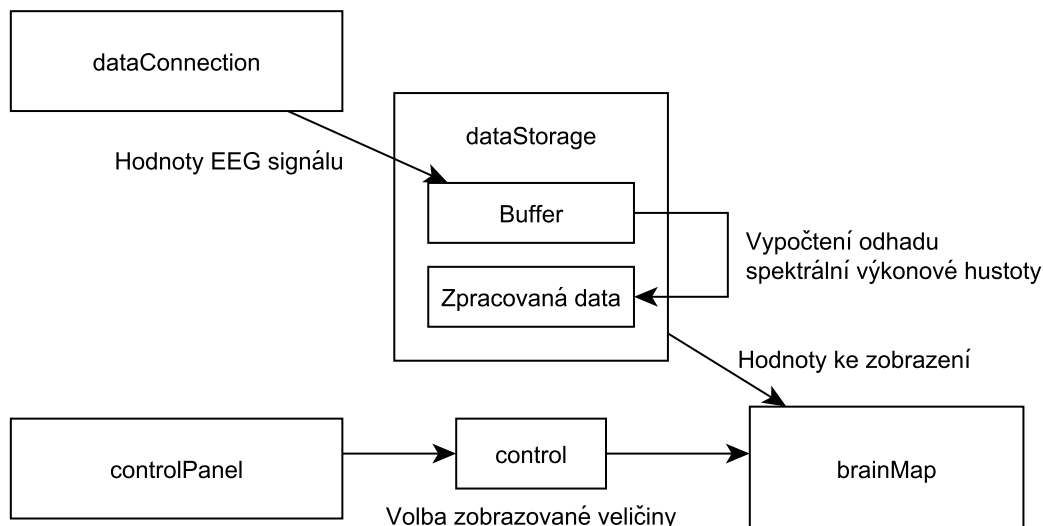 dataConnection
Hodnoty EEG signálu
dataStorage
Buffer
Vypočtení odhadu
spektrální výkonové hustoty
Zpracovaná data
Hodnoty ke zobrazení
controlPanel
control
brainMap
Volba zobrazované veličiny